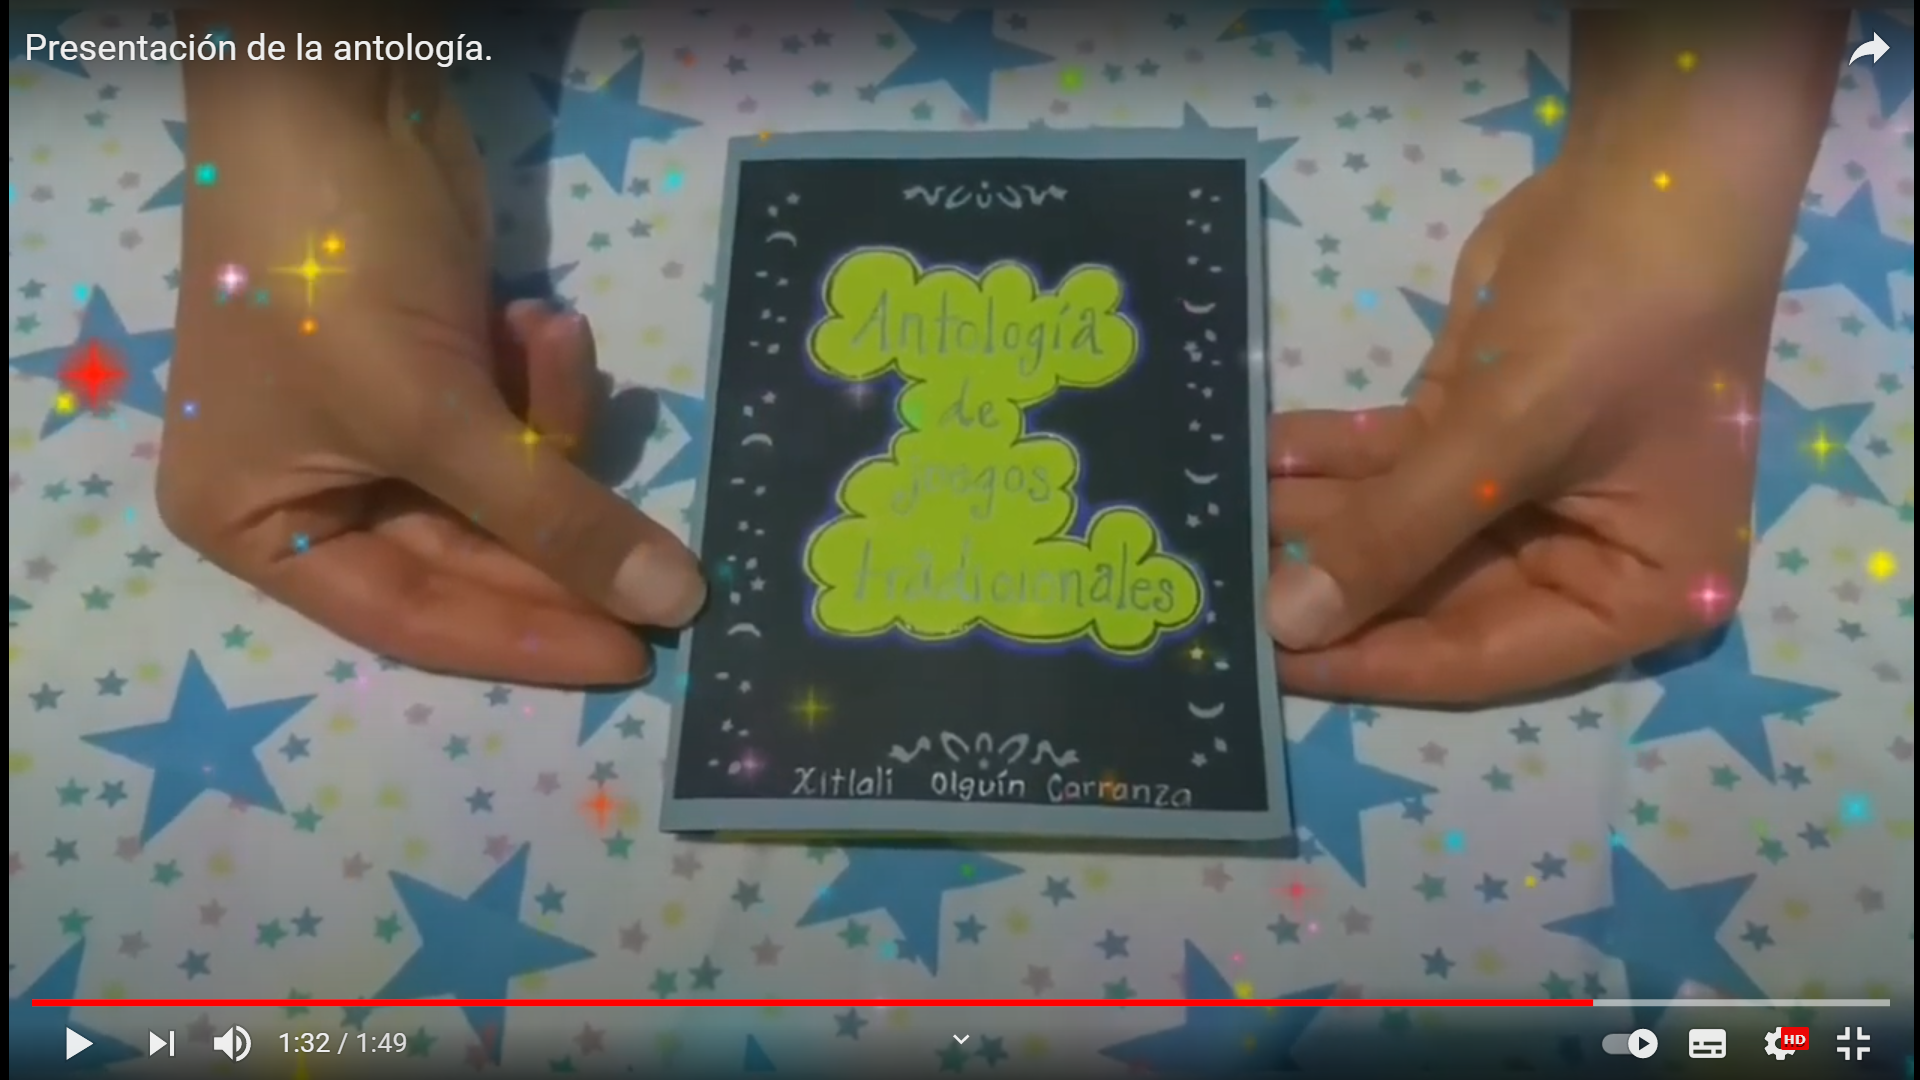 Presentación de la antología.
Antología
de
juegos
tradicionales
Xitlali Olguín Carranza
1:32 / 1:49
HD